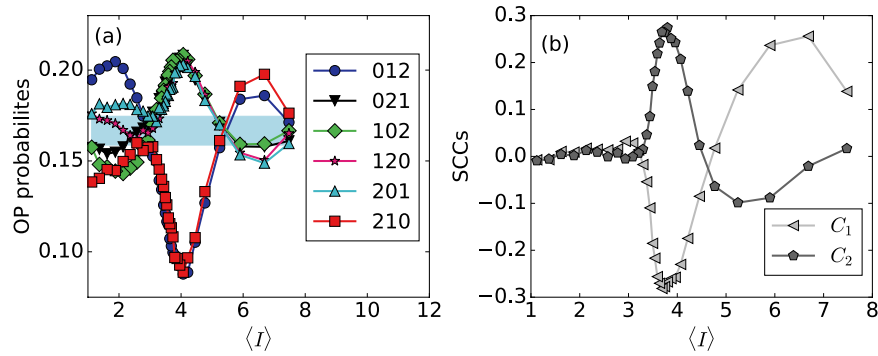 (a)
OP probabilites
0.20
0.15
0.10
2 4 6 8 10 12
⟨I⟩
012
021
102
120
201
210
(b)
SCCs
0.3
0.2
0.1
0.0
−0.1
−0.2
−0.3
1 2 3 4 5 6 7 8
⟨I⟩
C₁
C₂